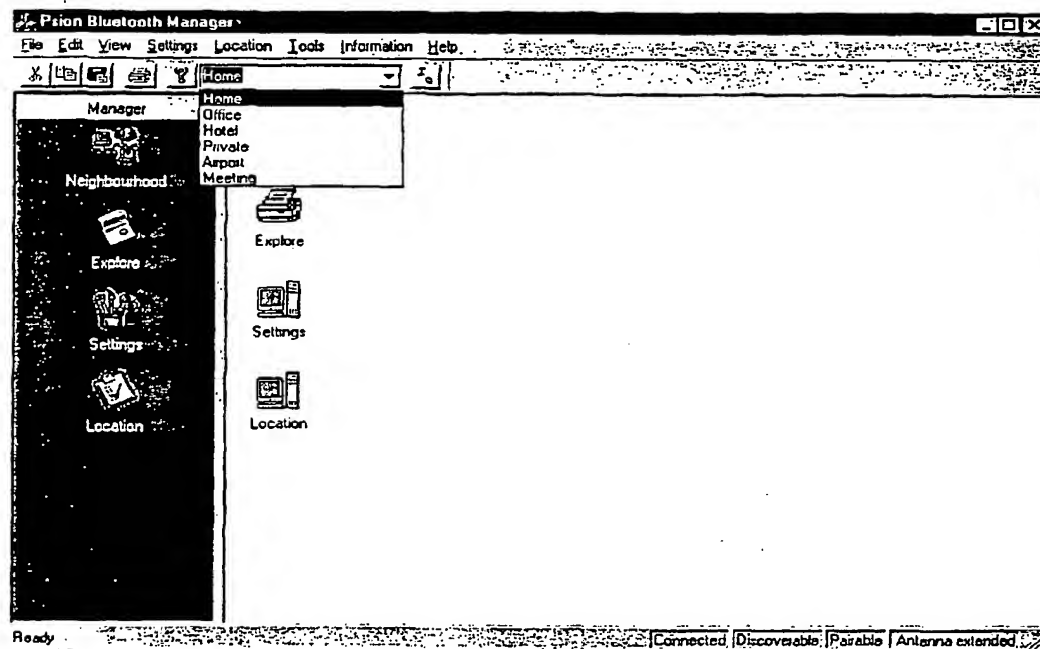 Psion Bluetooth Manager
File Edit View Settings Location Tools Information Help
Home
Manager
Home
Office
Hotel
Private
Airport
Meeting
Neighbourhood
Explore
Explore
Settings
Settings
Location
Location
Ready Connected Discoverable Pairable Antenna extended